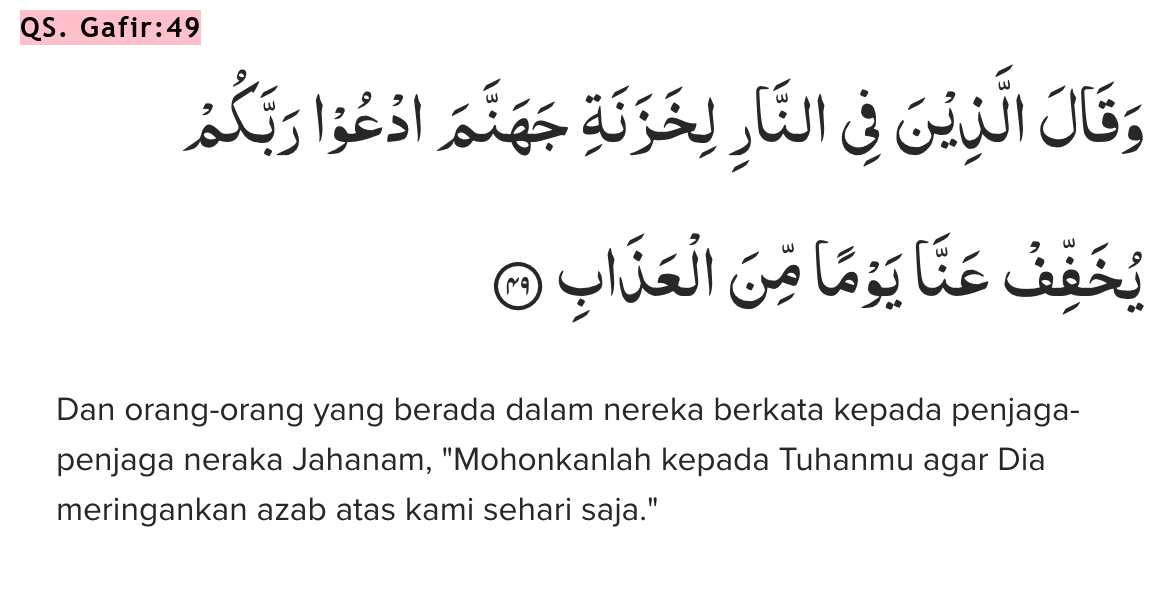 QS. Gafir:49
وَقَالَ الَّذِيْنَ فِى النَّارِ لِخَزَنَةِ جَهَنَّمَ ادْعُوْا رَبَّكُمْ
يُخَفِّفْ عَنَّا يَوْمًا مِّنَ الْعَذَابِ ۴۹
Dan orang-orang yang berada dalam nereka berkata kepada penjaga-
penjaga neraka Jahanam, "Mohonkanlah kepada Tuhanmu agar Dia
meringankan azab atas kami sehari saja."